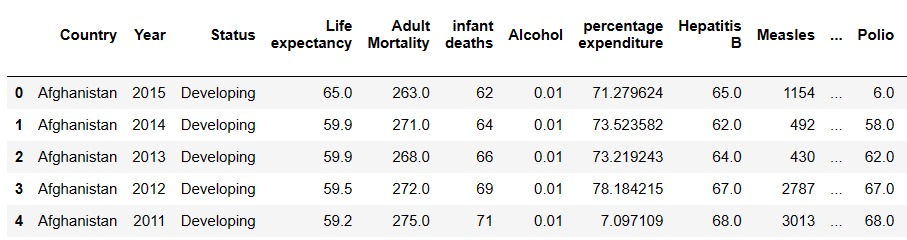 Country Year Status Life expectancy Adult Mortality infant deaths Alcohol percentage expenditure Hepatitis B Measles ... Polio
0 Afghanistan 2015 Developing 65.0 263.0 62 0.01 71.279624 65.0 1154 ... 6.0
1 Afghanistan 2014 Developing 59.9 271.0 64 0.01 73.523582 62.0 492 ... 58.0
2 Afghanistan 2013 Developing 59.9 268.0 66 0.01 73.219243 64.0 430 ... 62.0
3 Afghanistan 2012 Developing 59.5 272.0 69 0.01 78.184215 67.0 2787 ... 67.0
4 Afghanistan 2011 Developing 59.2 275.0 71 0.01 7.097109 68.0 3013 ... 68.0